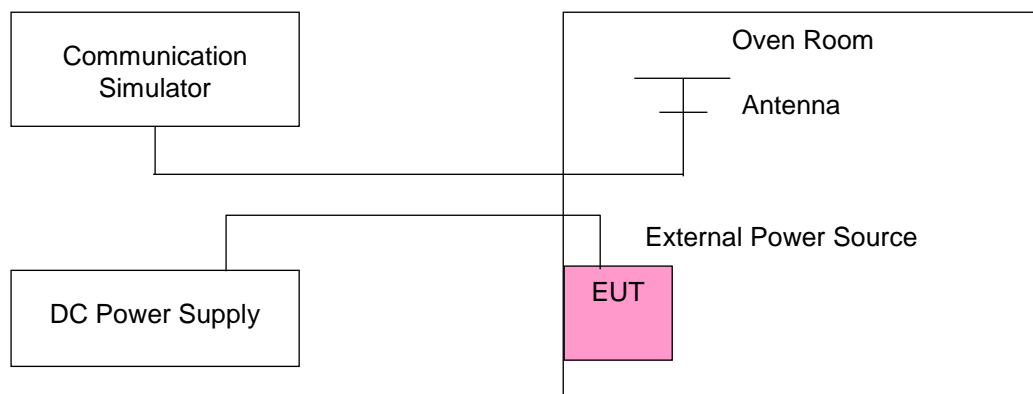 Communication
Simulator
Oven Room
Antenna
External Power Source
EUT
DC Power Supply